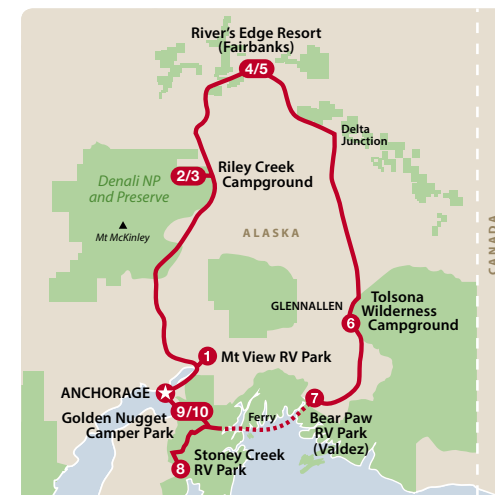 River's Edge Resort
(Fairbanks)
4/5
Delta
Junction
2/3
Riley Creek
Campground
Denali NP
and Preserve
Mt McKinley
ALASKA
CANADA
GLENNALLEN
Tolsona
Wilderness
Campground
6
1
Mt View RV Park
ANCHORAGE
9/10
Golden Nugget
Camper Park
Ferry
7
Bear Paw
RV Park
(Valdez)
8
Stoney Creek
RV Park